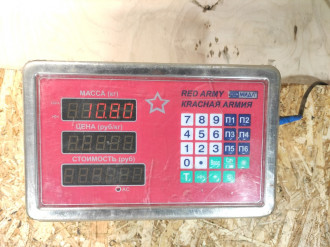 МАССА (кг)
10.80
ЦЕНА (руб/кг)
СТОИМОСТЬ (руб)
RED ARMY
КРАСНАЯ АРМИЯ
7 8 9 П1 П2
4 5 6 П3 П4
1 2 3 П5 П6
0 *
T